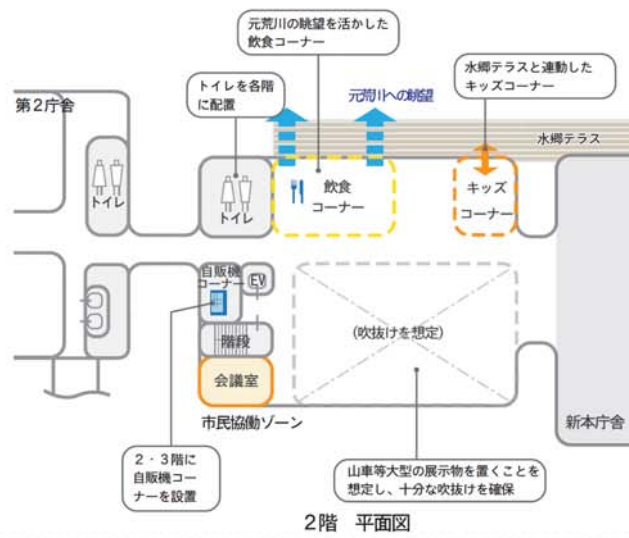 元荒川の眺望を活かした
飲食コーナー
トイレを各階
に配置
水郷テラスと連動した
キッズコーナー
元荒川への眺望
第2庁舎
水郷テラス
トイレ
トイレ
飲食
コーナー
キッズ
コーナー
自販機
コーナー
EV
階段
(吹抜けを想定)
会議室
市民協働ゾーン
新本庁舎
2・3階に
自販機コー
ナーを設置
山車等大型の展示物を置くことを
想定し、十分な吹抜けを確保
2階 平面図